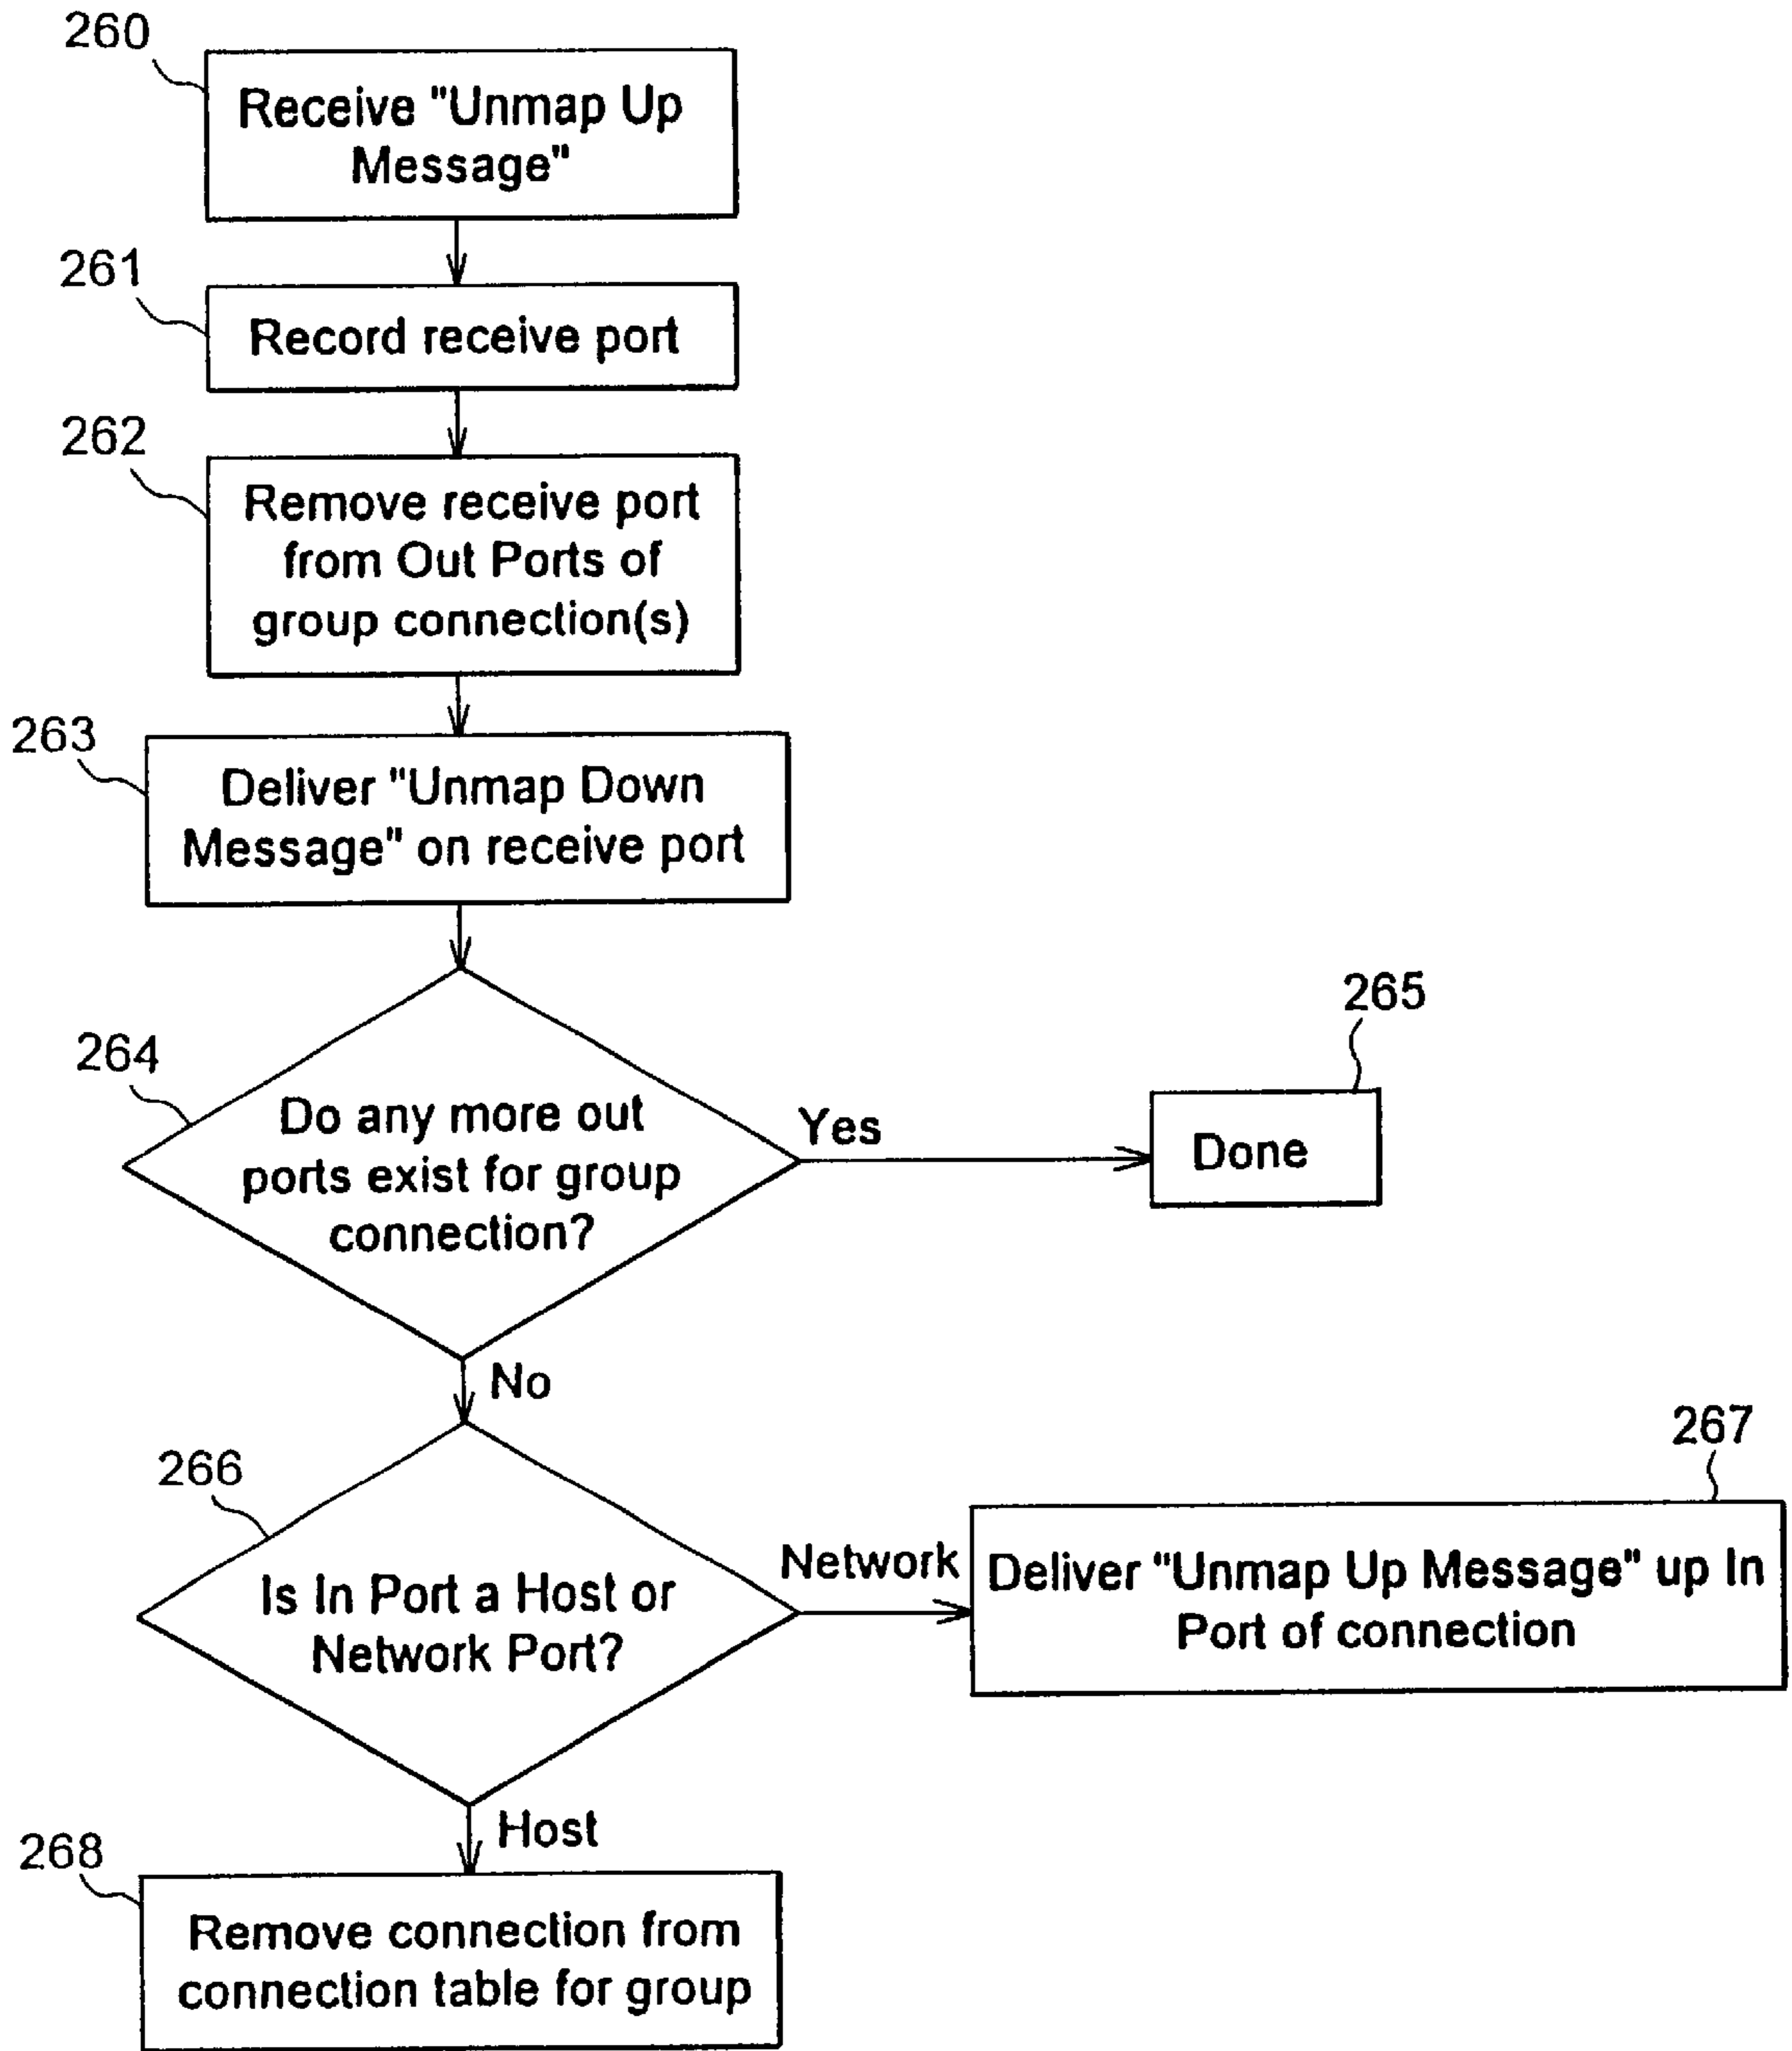 260
Receive "Unmap Up
Message"
261
Record receive port
262
Remove receive port
from Out Ports of
group connection(s)
263
Deliver "Unmap Down
Message" on receive port
264
Do any more out
ports exist for group
connection?
Yes
265
Done
No
266
Is In Port a Host or
Network Port?
Network
267
Deliver "Unmap Up Message" up In
Port of connection
Host
268
Remove connection from
connection table for group